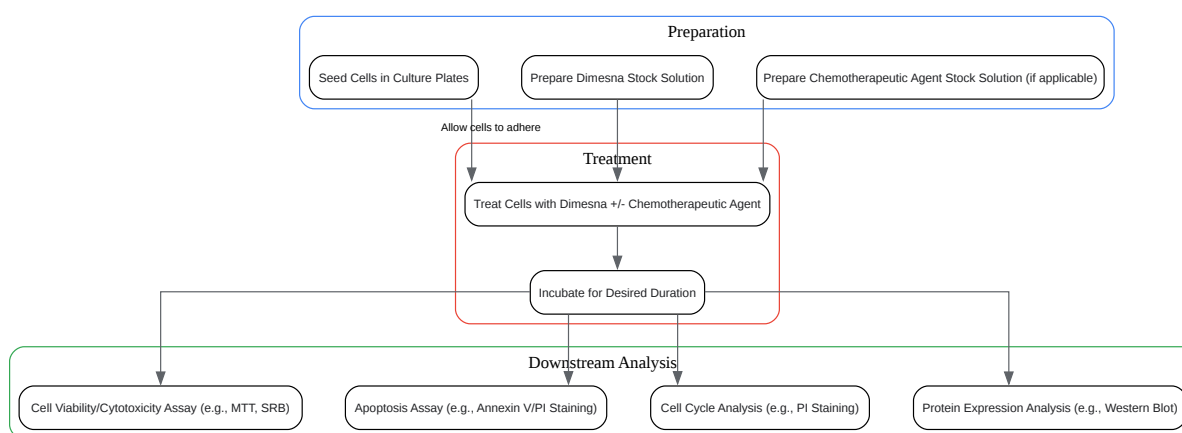 Preparation
Seed Cells in Culture Plates
Prepare Dimesna Stock Solution
Prepare Chemotherapeutic Agent Stock Solution (if applicable)
Allow cells to adhere
Treatment
Treat Cells with Dimesna +/- Chemotherapeutic Agent
Incubate for Desired Duration
Downstream Analysis
Cell Viability/Cytotoxicity Assay (e.g., MTT, SRB)
Apoptosis Assay (e.g., Annexin V/PI Staining)
Cell Cycle Analysis (e.g., PI Staining)
Protein Expression Analysis (e.g., Western Blot)